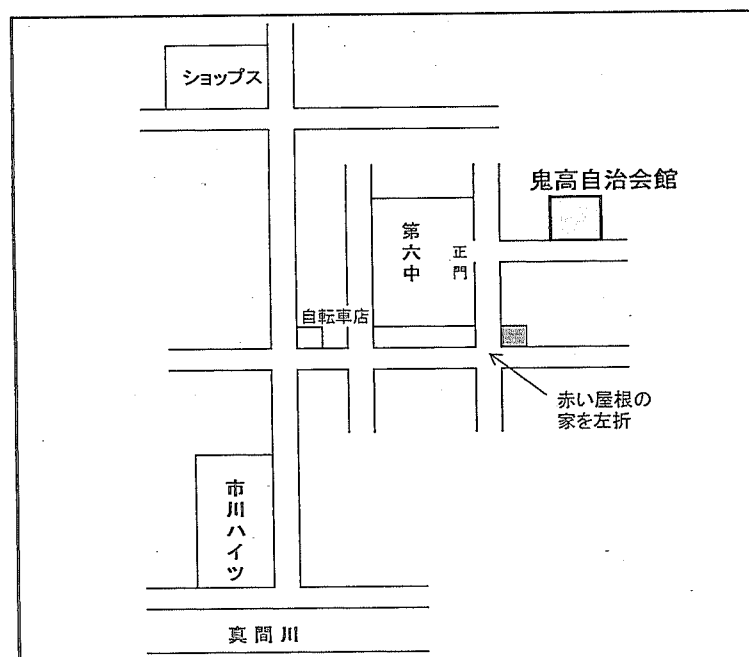 ショップス
鬼高自治会館
第六中
正門
自転車店
赤い屋根の
家を左折
市川ハイツ
真間川